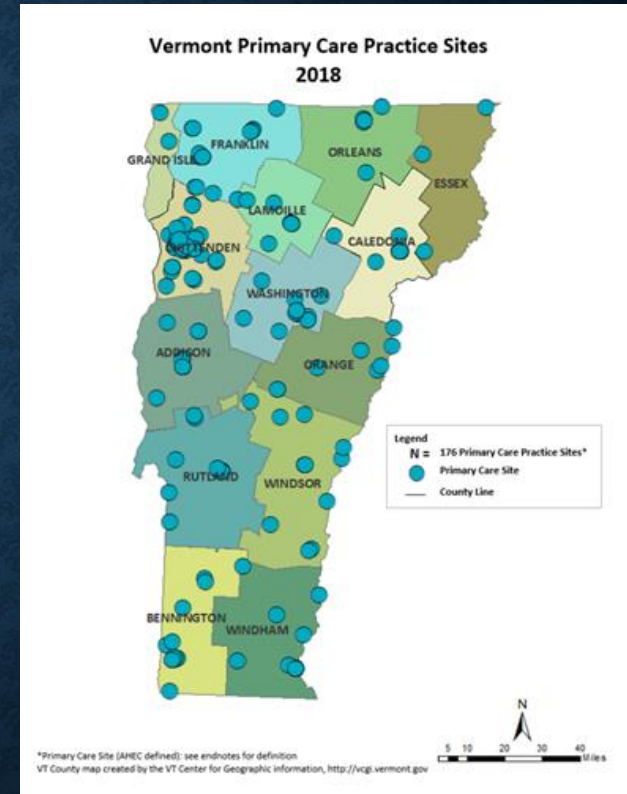 Vermont Primary Care Practice Sites
2018
FRANKLIN
ORLEANS
GRAND ISLE
ESSEX
LAMOILLE
CHITTENDEN
CALEDONIA
WASHINGTON
ADDISON
ORANGE
RUTLAND
WINDSOR
BENNINGTON
WINDHAM
Legend
N = 176 Primary Care Practice Sites*
Primary Care Site
County Line
N
5 10 20 30 40
Miles
*Primary Care Site (AHEC defined): see endnotes for definition
VT County map created by the VT Center for Geographic information, http://vcgi.vermont.gov